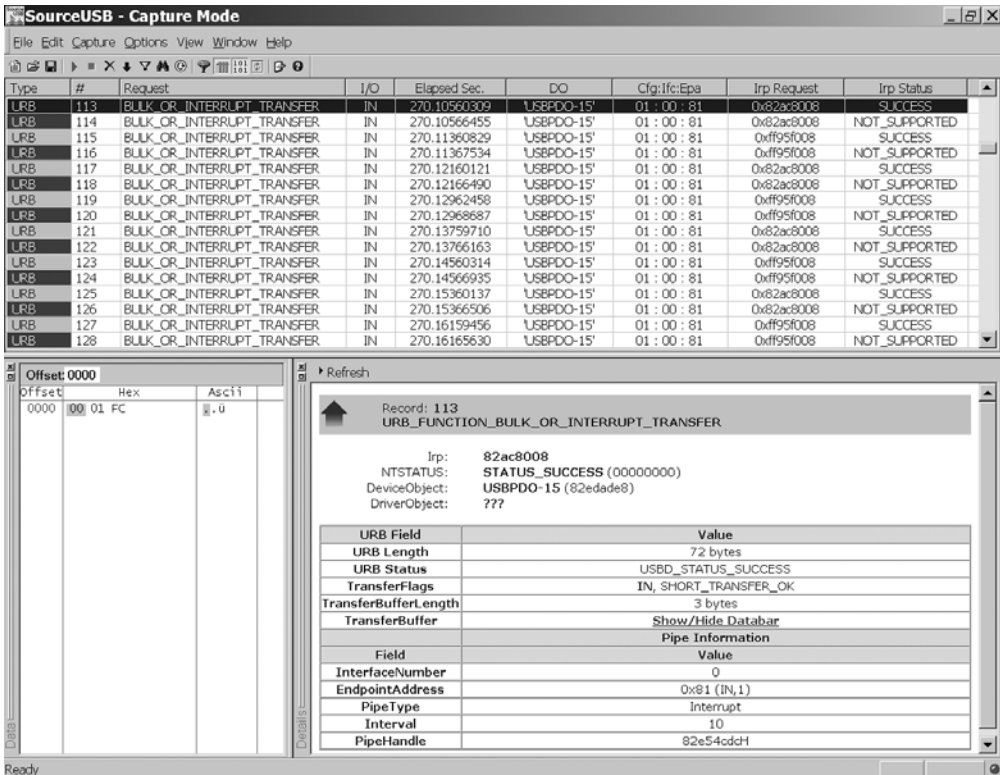 SourceUSB - Capture Mode
File Edit Capture Options View Window Help
Type # Request I/O Elapsed Sec. DO Cfg:Ifc:Epa Irp Request Irp Status
URB 113 BULK_OR_INTERRUPT_TRANSFER IN 270.10560309 'USBPDO-15' 01 : 00 : 81 0x82ac8008 SUCCESS
URB 114 BULK_OR_INTERRUPT_TRANSFER IN 270.10566455 'USBPDO-15' 01 : 00 : 81 0x82ac8008 NOT_SUPPORTED
URB 115 BULK_OR_INTERRUPT_TRANSFER IN 270.11360829 'USBPDO-15' 01 : 00 : 81 0xff95f008 SUCCESS
URB 116 BULK_OR_INTERRUPT_TRANSFER IN 270.11367534 'USBPDO-15' 01 : 00 : 81 0xff95f008 NOT_SUPPORTED
URB 117 BULK_OR_INTERRUPT_TRANSFER IN 270.12160121 'USBPDO-15' 01 : 00 : 81 0x82ac8008 SUCCESS
URB 118 BULK_OR_INTERRUPT_TRANSFER IN 270.12166490 'USBPDO-15' 01 : 00 : 81 0x82ac8008 NOT_SUPPORTED
URB 119 BULK_OR_INTERRUPT_TRANSFER IN 270.12962458 'USBPDO-15' 01 : 00 : 81 0xff95f008 SUCCESS
URB 120 BULK_OR_INTERRUPT_TRANSFER IN 270.12968687 'USBPDO-15' 01 : 00 : 81 0xff95f008 NOT_SUPPORTED
URB 121 BULK_OR_INTERRUPT_TRANSFER IN 270.13759710 'USBPDO-15' 01 : 00 : 81 0x82ac8008 SUCCESS
URB 122 BULK_OR_INTERRUPT_TRANSFER IN 270.13766163 'USBPDO-15' 01 : 00 : 81 0x82ac8008 NOT_SUPPORTED
URB 123 BULK_OR_INTERRUPT_TRANSFER IN 270.14560314 'USBPDO-15' 01 : 00 : 81 0xff95f008 SUCCESS
URB 124 BULK_OR_INTERRUPT_TRANSFER IN 270.14566935 'USBPDO-15' 01 : 00 : 81 0xff95f008 NOT_SUPPORTED
URB 125 BULK_OR_INTERRUPT_TRANSFER IN 270.15360137 'USBPDO-15' 01 : 00 : 81 0x82ac8008 SUCCESS
URB 126 BULK_OR_INTERRUPT_TRANSFER IN 270.15366506 'USBPDO-15' 01 : 00 : 81 0x82ac8008 NOT_SUPPORTED
URB 127 BULK_OR_INTERRUPT_TRANSFER IN 270.16159456 'USBPDO-15' 01 : 00 : 81 0xff95f008 SUCCESS
URB 128 BULK_OR_INTERRUPT_TRANSFER IN 270.16165630 'USBPDO-15' 01 : 00 : 81 0xff95f008 NOT_SUPPORTED
Offset: 0000
Offset Hex Ascii
0000 00 01 FC ..ü
Data
Refresh
Record: 113
URB_FUNCTION_BULK_OR_INTERRUPT_TRANSFER
Irp: 82ac8008
NTSTATUS: STATUS_SUCCESS (00000000)
DeviceObject: USBPDO-15 (82edade8)
DriverObject: ???
URB Field Value
URB Length 72 bytes
URB Status USBD_STATUS_SUCCESS
TransferFlags IN, SHORT_TRANSFER_OK
TransferBufferLength 3 bytes
TransferBuffer Show/Hide Databar
Pipe Information
Field Value
InterfaceNumber 0
EndpointAddress 0x81 (IN,1)
PipeType Interrupt
Interval 10
PipeHandle 82e54cdcH
Details
Ready